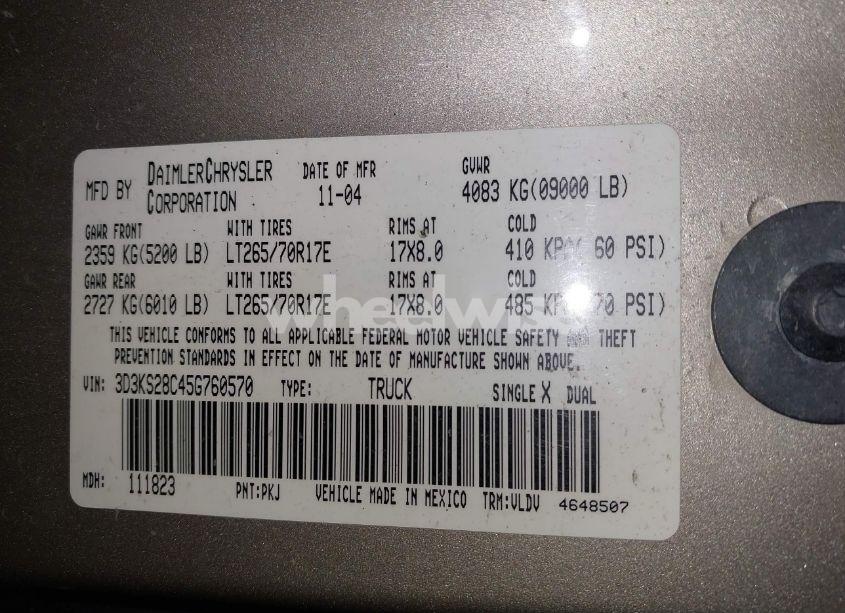 MFD BY DAIMLERCHRYSLER CORPORATION DATE OF MFR 11-04 GVWR 4083 KG(09000 LB)
GAWR FRONT WITH TIRES RIMS AT COLD
2359 KG(5200 LB) LT265/70R17E 17X8.0 410 KPA( 60 PSI)
GAWR REAR WITH TIRES RIMS AT COLD
2727 KG(6010 LB) LT265/70R17E 17X8.0 485 70 PSI)
THIS VEHICLE CONFORMS TO ALL APPLICABLE FEDERAL MOTOR VEHICLE SAFETY AND THEFT
PREVENTION STANDARDS IN EFFECT ON THE DATE OF MANUFACTURE SHOWN ABOVE.
VIN: 3D3KS28C45G760570 TYPE: TRUCK SINGLE X DUAL
MDH: 111823 PNT:PKJ VEHICLE MADE IN MEXICO TRM:VLDV 4648507
wheelwise